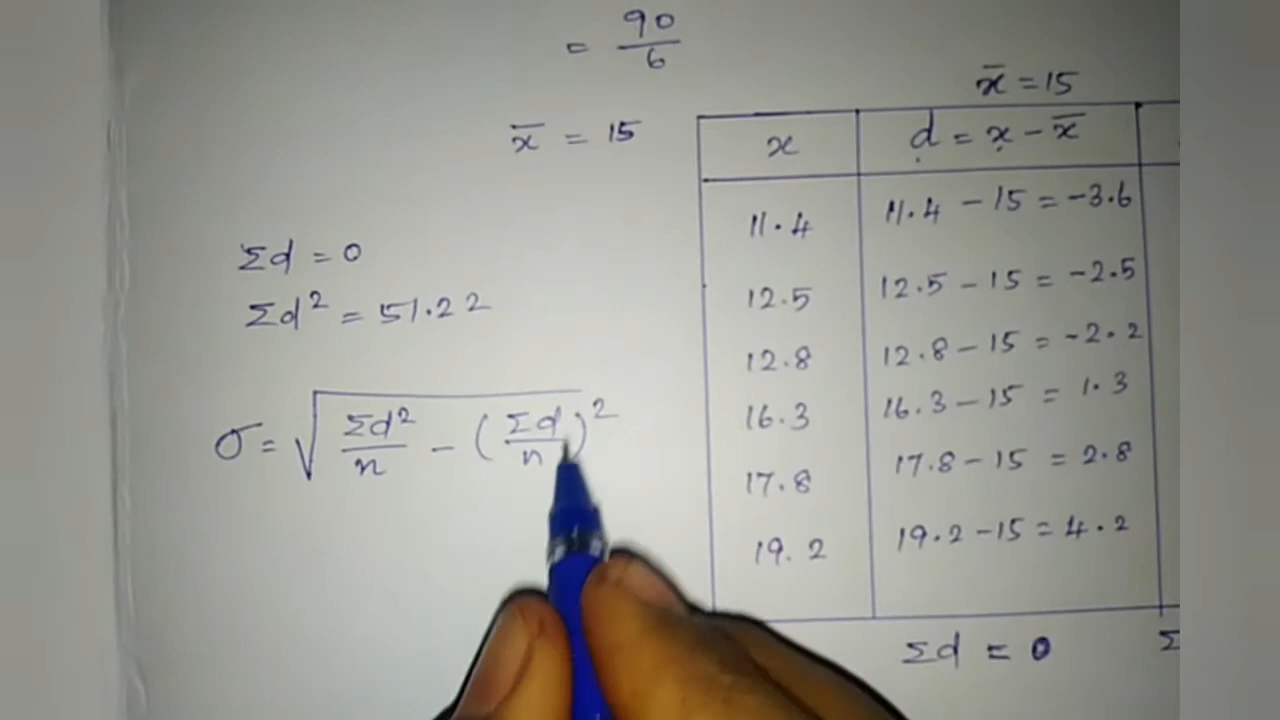 = 90/6
x̄ = 15
Σd = 0
Σd² = 51.22
σ = √(Σd²/n - (Σd/n)²)
x̄ = 15
x d = x - x̄
11.4 11.4 - 15 = -3.6
12.5 12.5 - 15 = -2.5
12.8 12.8 - 15 = -2.2
16.3 16.3 - 15 = 1.3
17.8 17.8 - 15 = 2.8
19.2 19.2 - 15 = 4.2
Σd = 0 Σ